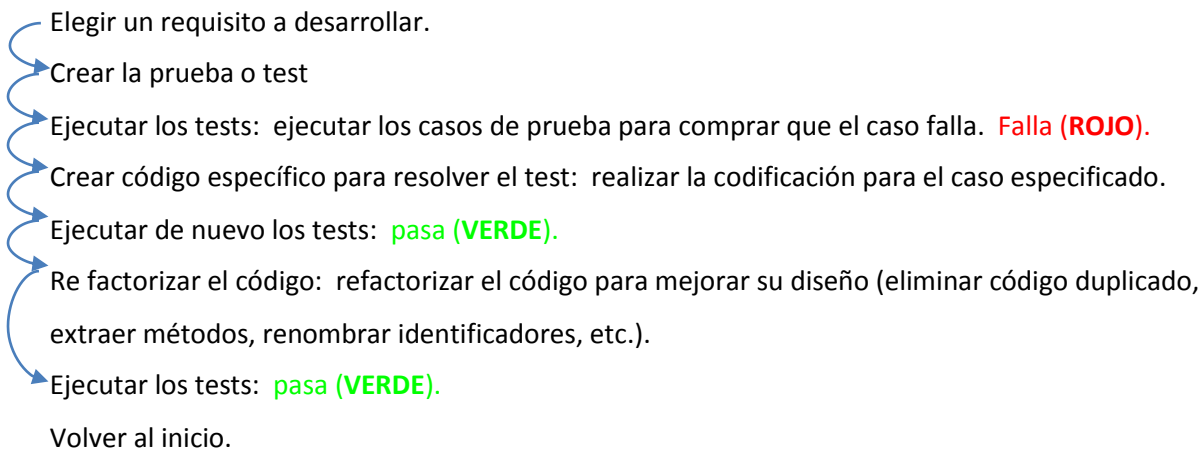 Elegir un requisito a desarrollar.
Crear la prueba o test
Ejecutar los tests: ejecutar los casos de prueba para comprar que el caso falla. Falla (ROJO).
Crear código específico para resolver el test: realizar la codificación para el caso especificado.
Ejecutar de nuevo los tests: pasa (VERDE).
Re factorizar el código: refactorizar el código para mejorar su diseño (eliminar código duplicado,
extraer métodos, renombrar identificadores, etc.).
Ejecutar los tests: pasa (VERDE).
Volver al inicio.